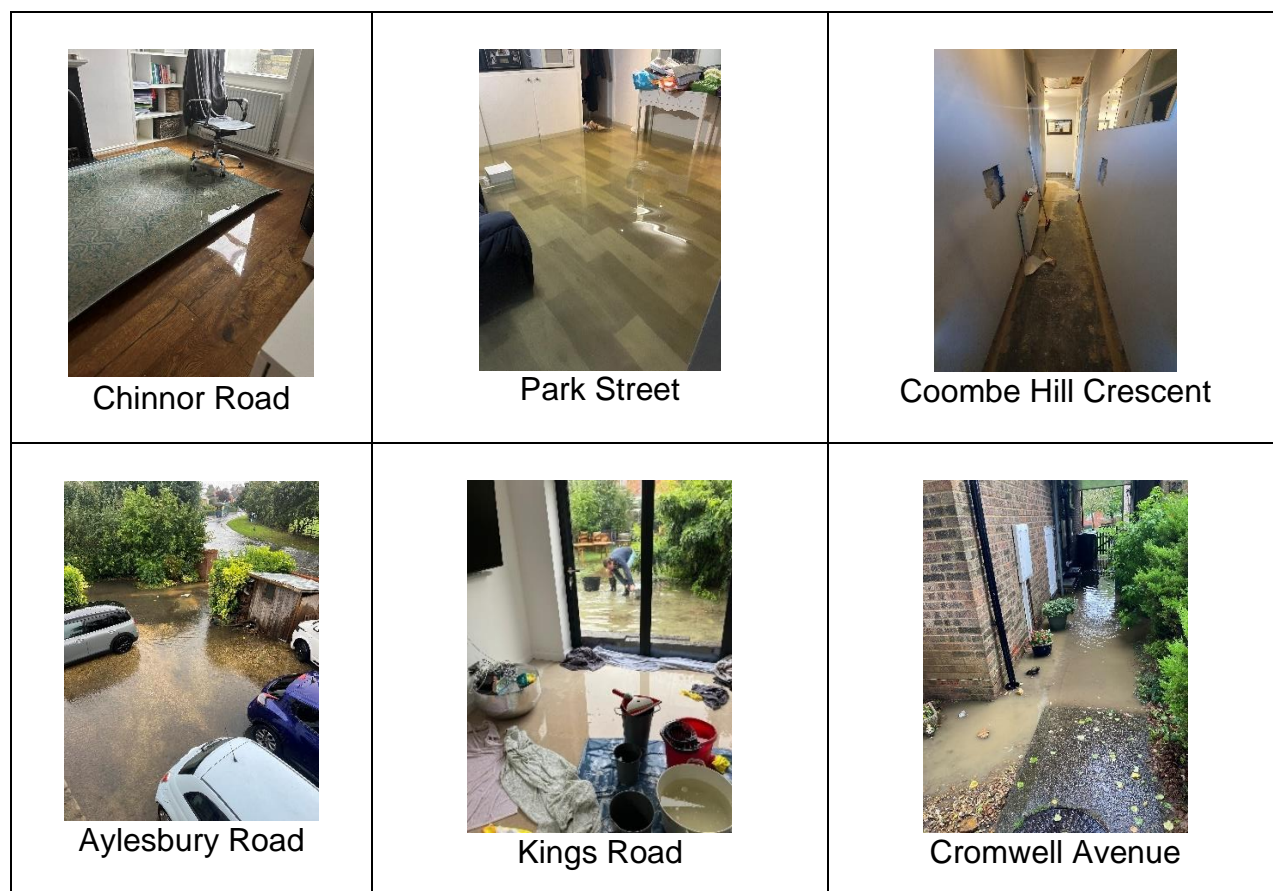 Chinnor Road
Park Street
Coombe Hill Crescent
Aylesbury Road
Kings Road
Cromwell Avenue